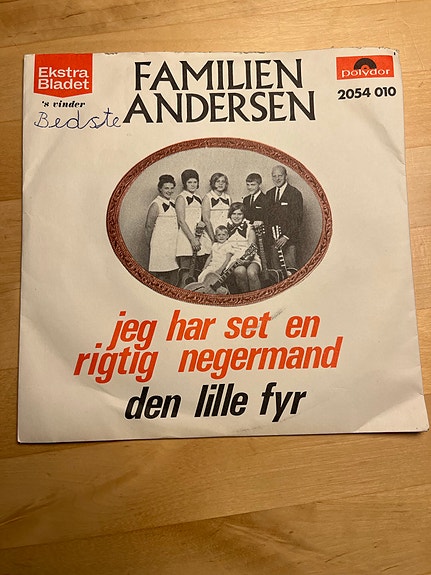 Ekstra
Bladet
's vinder
Bedste
FAMILIEN
ANDERSEN
polydor
2054 010
jeg har set en
rigtig negermand
den lille fyr